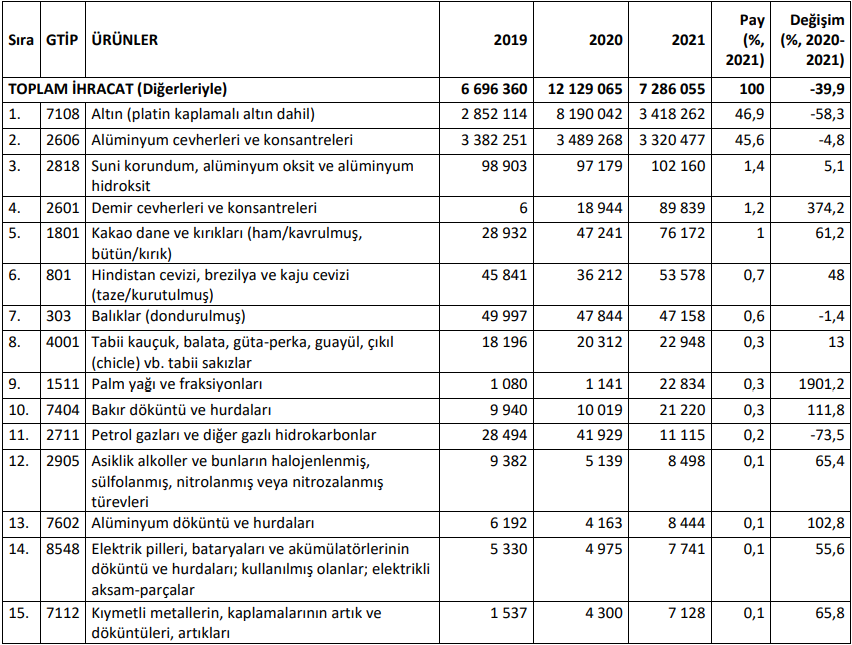 Sıra GTİP ÜRÜNLER 2019 2020 2021 Pay (%, 2021) Değişim (%, 2020-2021)
TOPLAM İHRACAT (Diğerleriyle) 6 696 360 12 129 065 7 286 055 100 -39,9
1. 7108 Altın (platin kaplamalı altın dahil) 2 852 114 8 190 042 3 418 262 46,9 -58,3
2. 2606 Alüminyum cevherleri ve konsantreleri 3 382 251 3 489 268 3 320 477 45,6 -4,8
3. 2818 Suni korundum, alüminyum oksit ve alüminyum 98 903 97 179 102 160 1,4 5,1
hidroksit
4. 2601 Demir cevherleri ve konsantreleri 6 18 944 89 839 1,2 374,2
5. 1801 Kakao dane ve kırıkları (ham/kavrulmuş, 28 932 47 241 76 172 1 61,2
bütün/kırık)
6. 801 Hindistan cevizi, brezilya ve kaju cevizi 45 841 36 212 53 578 0,7 48
(taze/kurutulmuş)
7. 303 Balıklar (dondurulmuş) 49 997 47 844 47 158 0,6 -1,4
8. 4001 Tabii kauçuk, balata, güta-perka, guayül, çıkıl 18 196 20 312 22 948 0,3 13
(chicle) vb. tabii sakızlar
9. 1511 Palm yağı ve fraksiyonları 1 080 1 141 22 834 0,3 1901,2
10. 7404 Bakır döküntü ve hurdaları 9 940 10 019 21 220 0,3 111,8
11. 2711 Petrol gazları ve diğer gazlı hidrokarbonlar 28 494 41 929 11 115 0,2 -73,5
12. 2905 Asiklik alkoller ve bunların halojenlenmiş, 9 382 5 139 8 498 0,1 65,4
sülfolanmış, nitrolanmış veya nitrozalanmış
türevleri
13. 7602 Alüminyum döküntü ve hurdaları 6 192 4 163 8 444 0,1 102,8
14. 8548 Elektrik pilleri, bataryaları ve akümülatörlerinin 5 330 4 975 7 741 0,1 55,6
döküntü ve hurdaları; kullanılmış olanlar; elektrikli
aksam-parçalar
15. 7112 Kıymetli metallerin, kaplamalarının artık ve 1 537 4 300 7 128 0,1 65,8
döküntüleri, artıkları